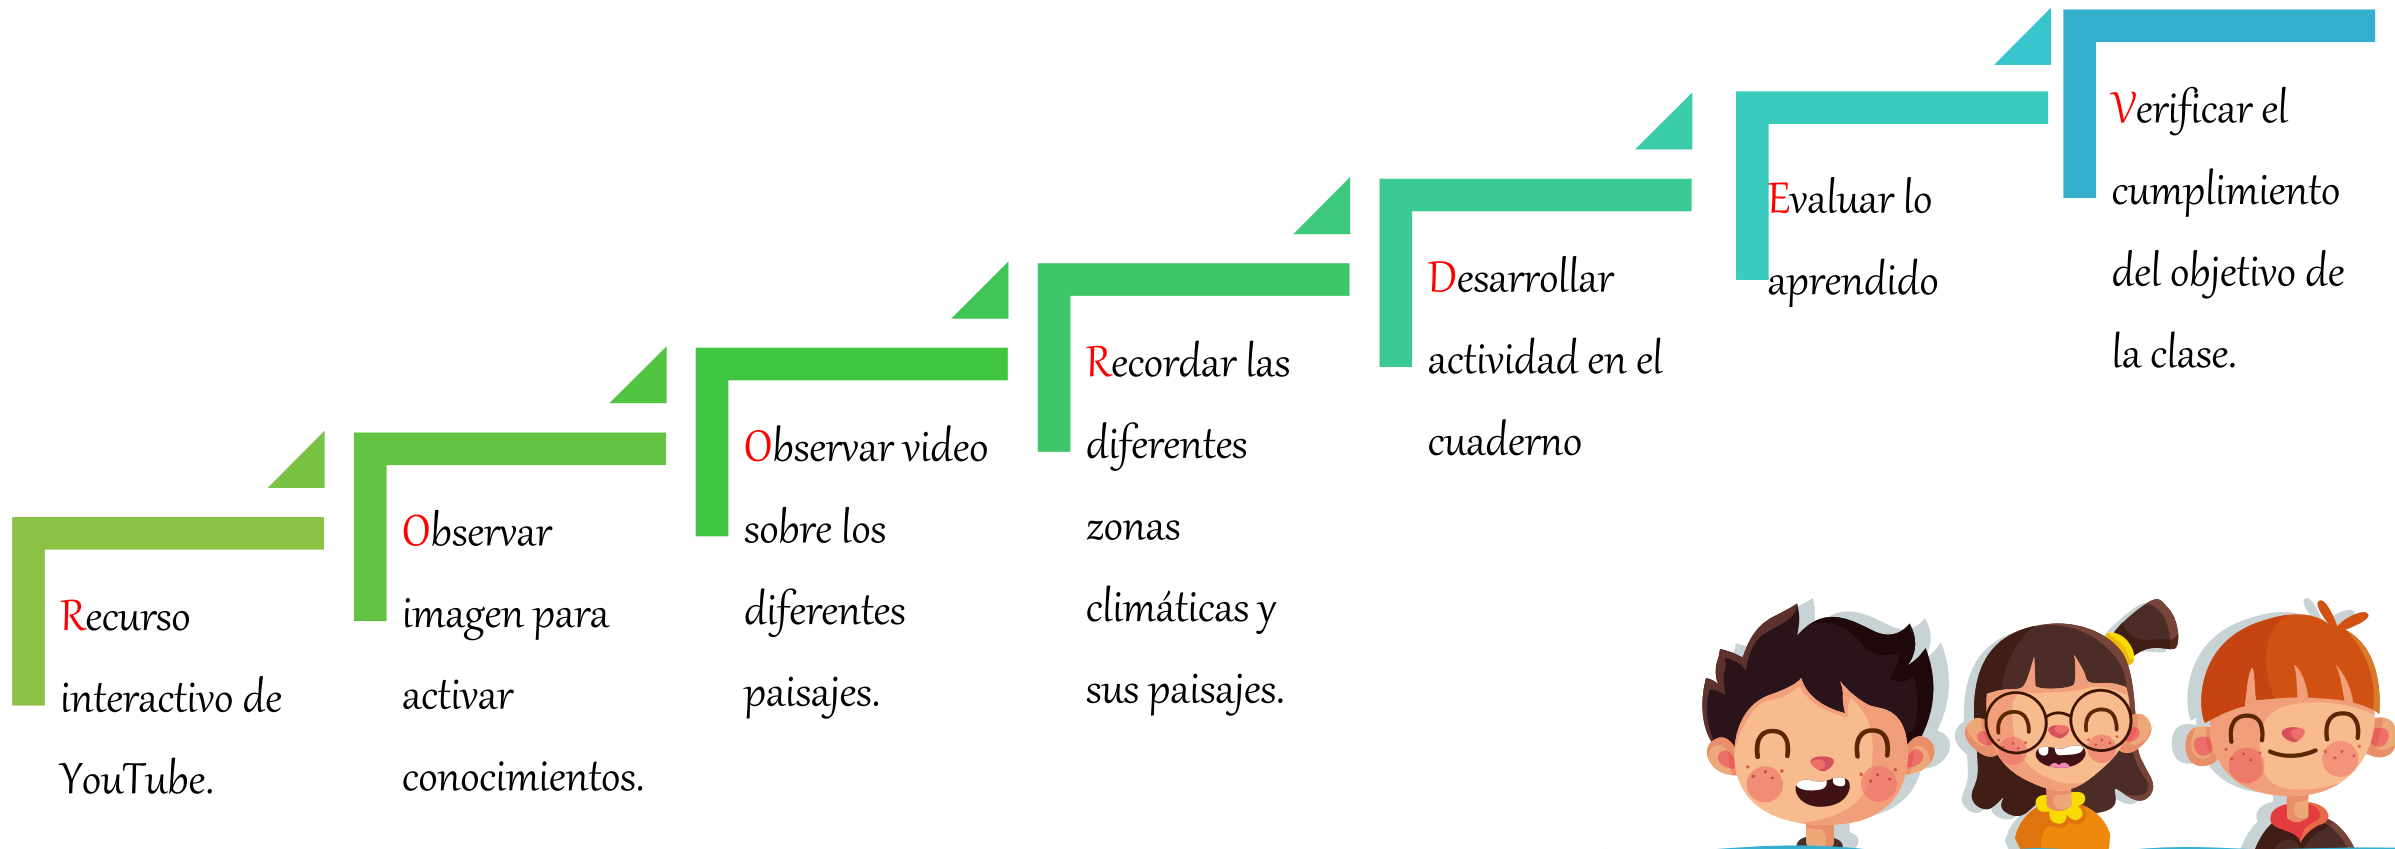 Recurso
interactivo de
YouTube.
Observar
imagen para
activar
conocimientos.
Observar video
sobre los
diferentes
paisajes.
Recordar las
diferentes
zonas
climáticas y
sus paisajes.
Desarrollar
actividad en el
cuaderno
Evaluar lo
aprendido
Verificar el
cumplimiento
del objetivo de
la clase.